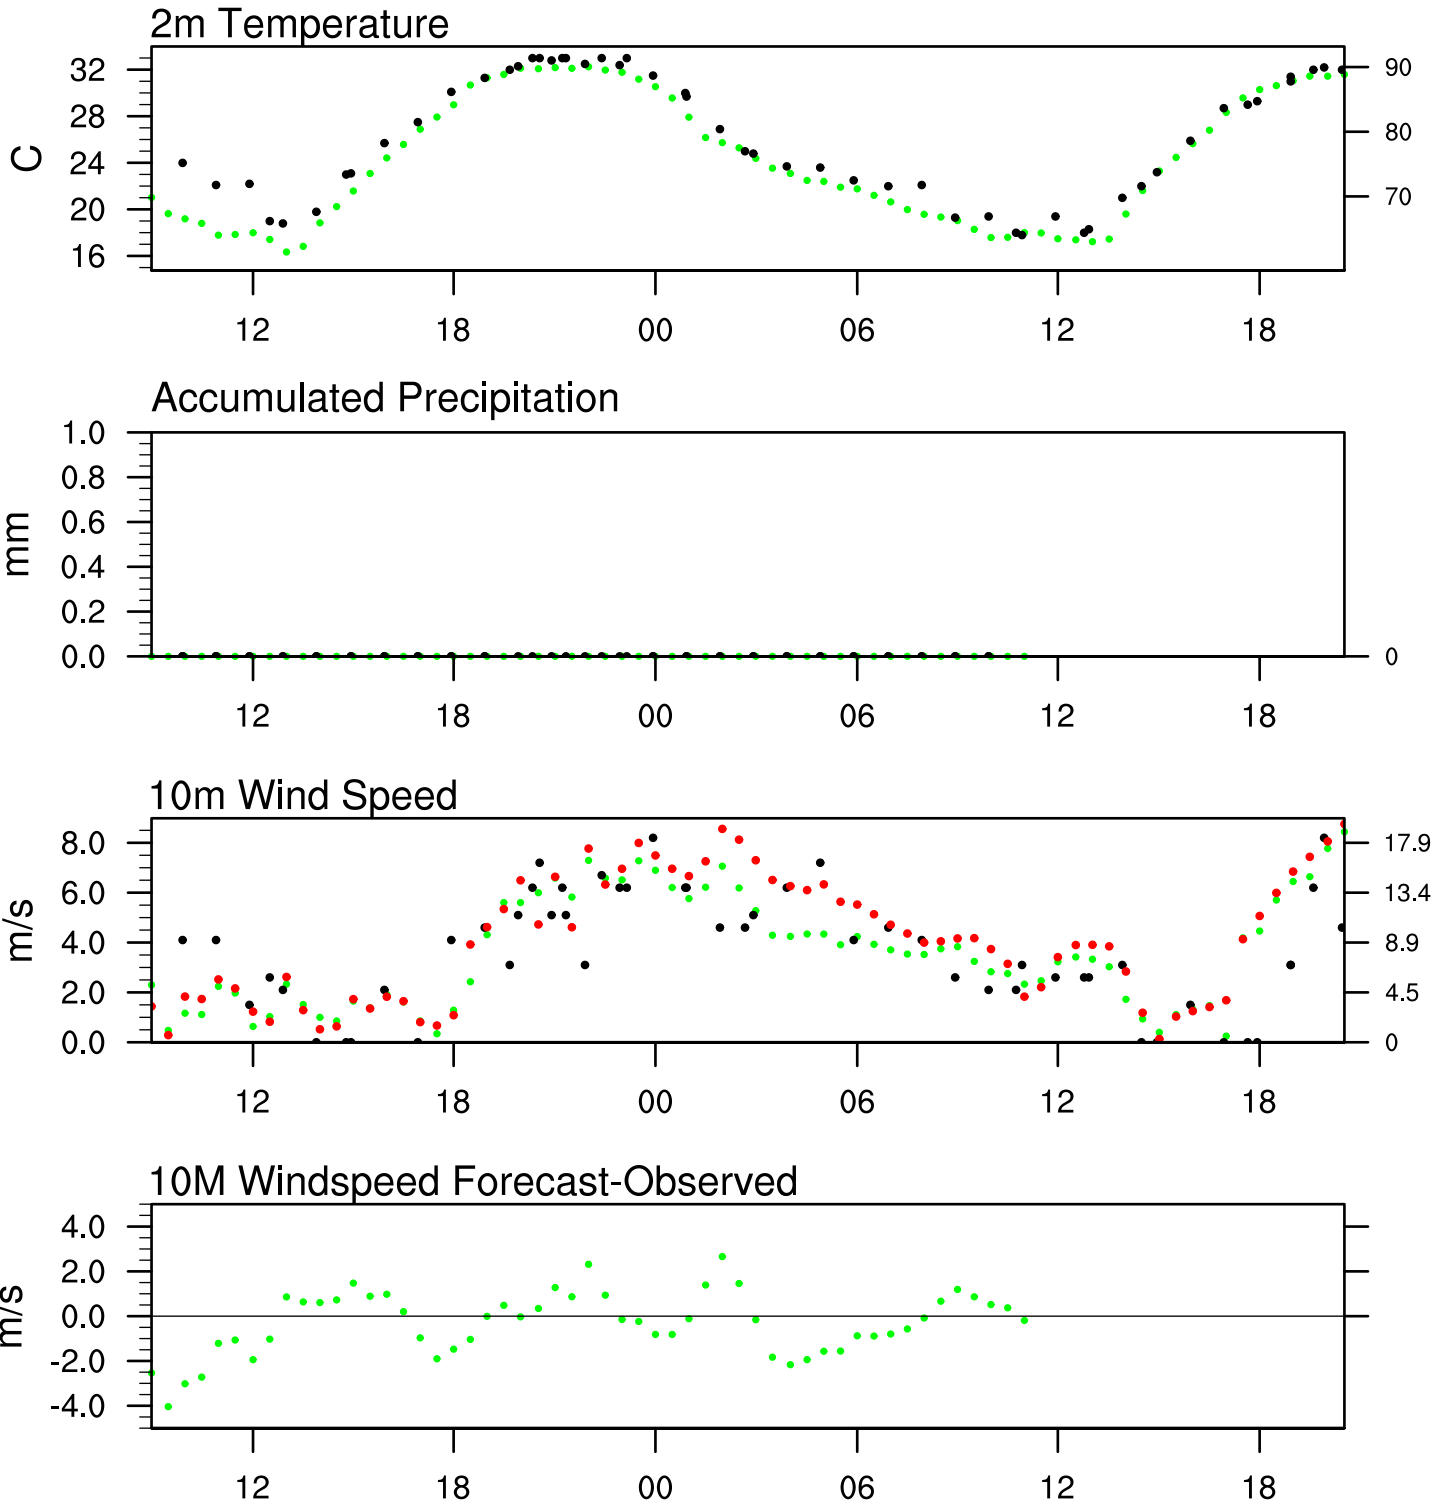 2m Temperature
32
28
24
20
16
C
90
80
70
12 18 00 06 12 18
Accumulated Precipitation
1.0
0.8
0.6
0.4
0.2
0.0
mm
0
12 18 00 06 12 18
10m Wind Speed
8.0
6.0
4.0
2.0
0.0
m/s
17.9
13.4
8.9
4.5
0
12 18 00 06 12 18
10M Windspeed Forecast-Observed
4.0
2.0
0.0
-2.0
-4.0
m/s
12 18 00 06 12 18